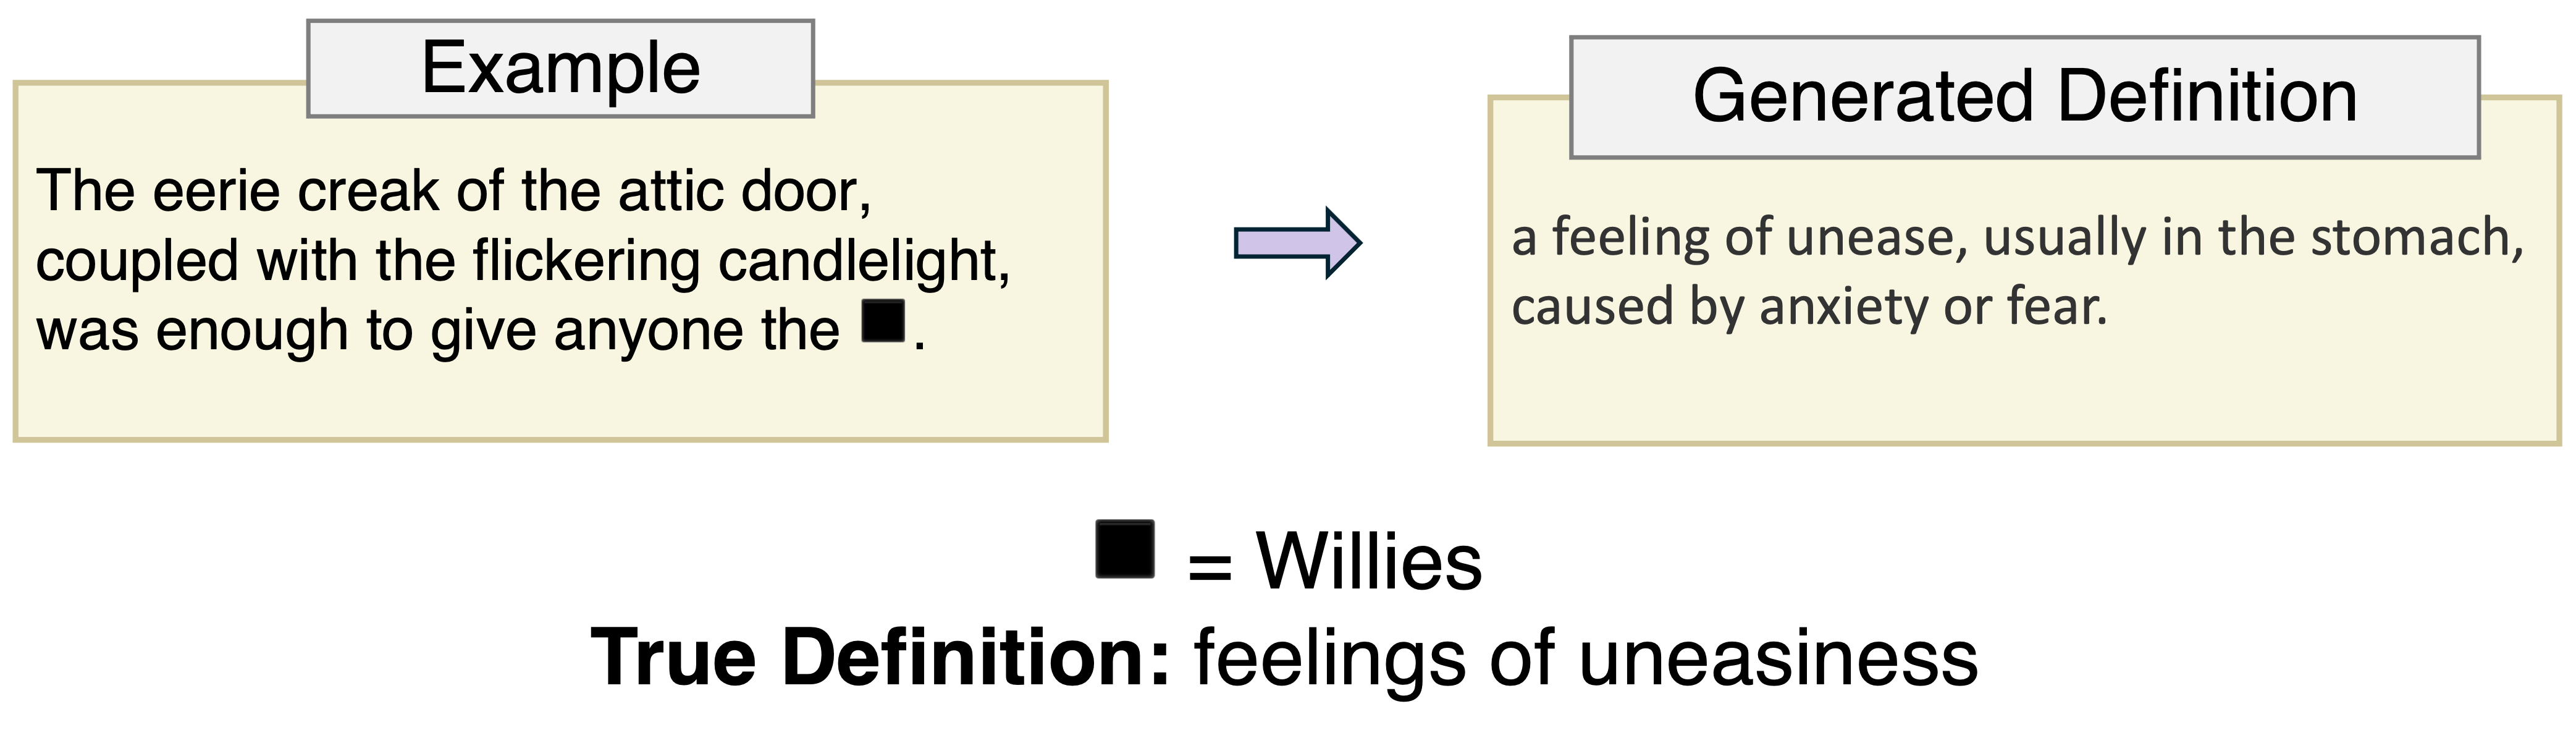 Example
The eerie creak of the attic door,
coupled with the flickering candlelight,
was enough to give anyone the ■.
Generated Definition
a feeling of unease, usually in the stomach,
caused by anxiety or fear.
■ = Willies
True Definition: feelings of uneasiness